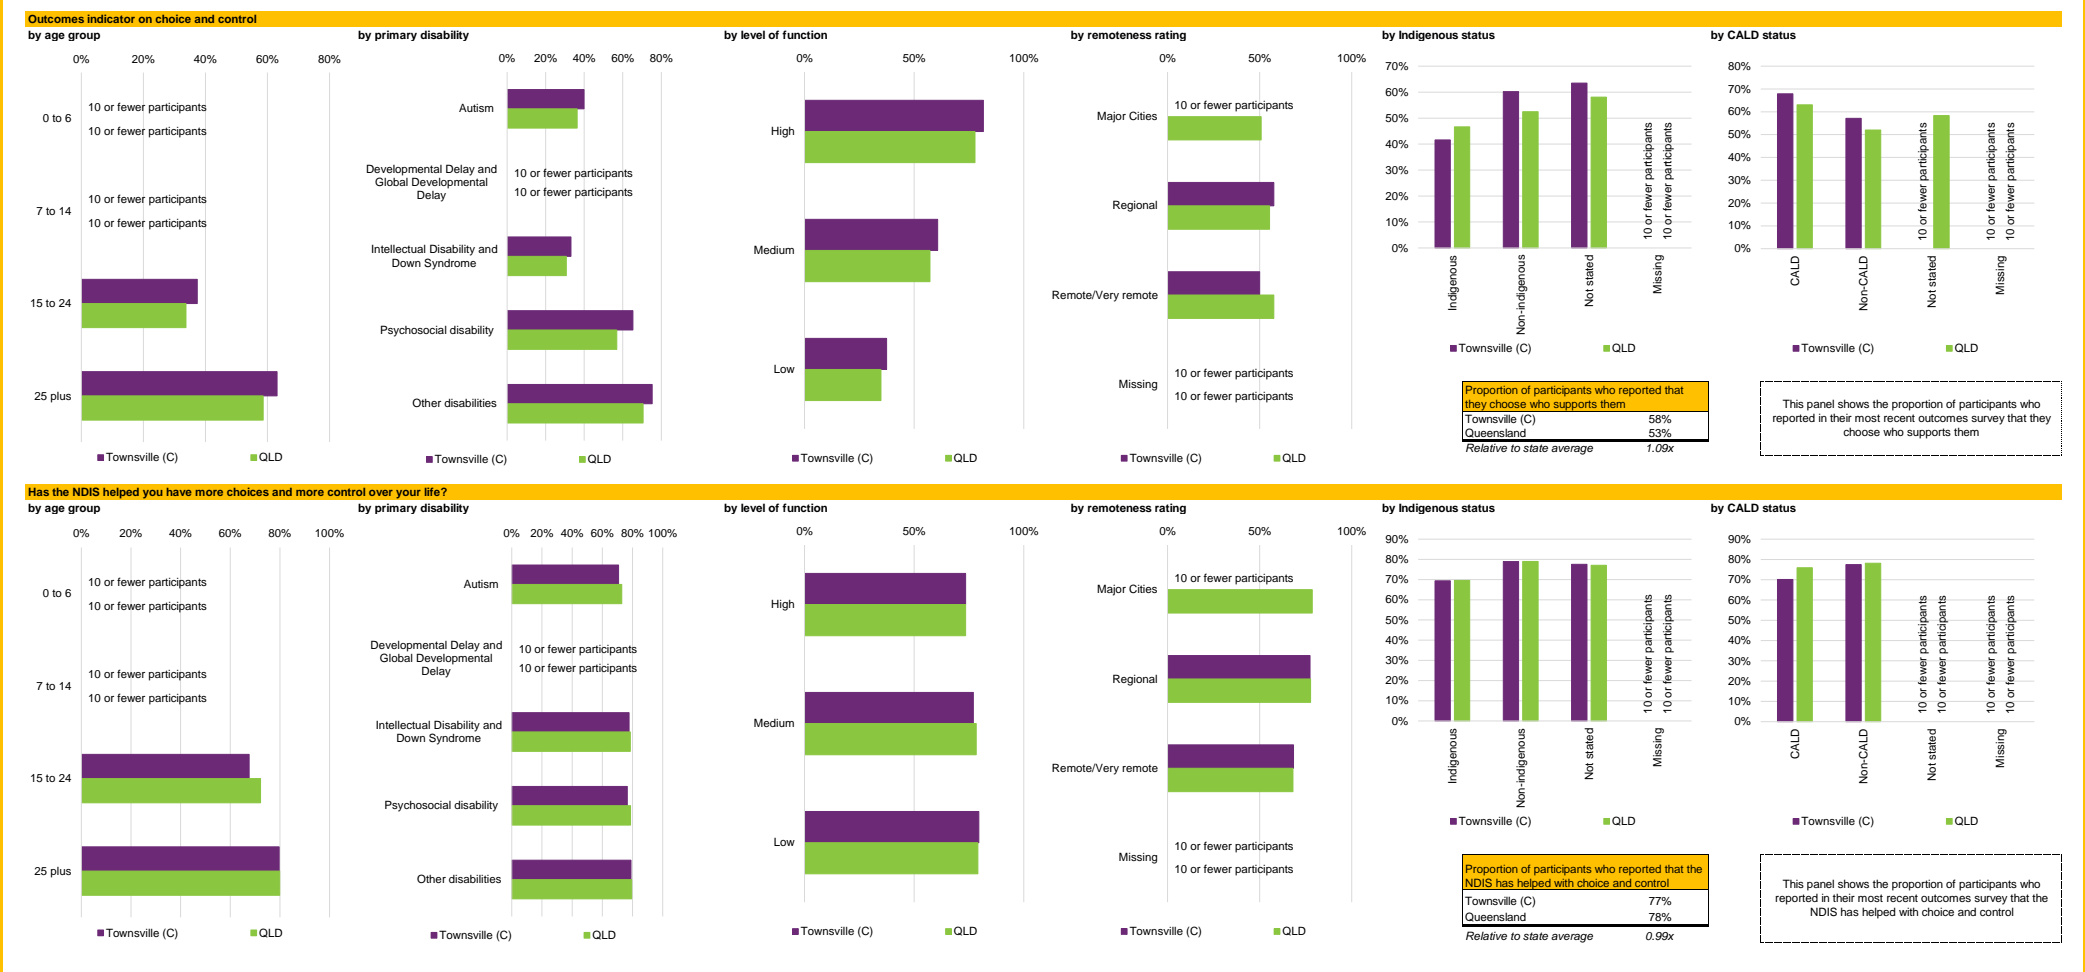 Outcomes indicator on choice and control
by age group
0% 20% 40% 60% 80%
0 to 6
10 or fewer participants
10 or fewer participants
7 to 14
10 or fewer participants
10 or fewer participants
15 to 24
25 plus
Townsville (C) QLD
by primary disability
0% 20% 40% 60% 80%
Autism
Developmental Delay and
Global Developmental
Delay
10 or fewer participants
10 or fewer participants
Intellectual Disability and
Down Syndrome
Psychosocial disability
Other disabilities
Townsville (C) QLD
by level of function
0% 50% 100%
High
Medium
Low
Townsville (C) QLD
by remoteness rating
0% 50% 100%
Major Cities
10 or fewer participants
Regional
Remote/Very remote
Missing
10 or fewer participants
10 or fewer participants
Townsville (C) QLD
by Indigenous status
70%
60%
50%
40%
30%
20%
10%
0%
10 or fewer participants
10 or fewer participants
Indigenous
Non-indigenous
Not stated
Missing
Townsville (C) QLD
Proportion of participants who reported that
they choose who supports them
Townsville (C) 58%
Queensland 53%
Relative to state average 1.09x
by CALD status
80%
70%
60%
50%
40%
30%
20%
10%
0%
10 or fewer participants
10 or fewer participants
10 or fewer participants
CALD
Non-CALD
Not stated
Missing
Townsville (C) QLD
This panel shows the proportion of participants who
reported in their most recent outcomes survey that they
choose who supports them
Has the NDIS helped you have more choices and more control over your life?
by age group
0% 20% 40% 60% 80% 100%
0 to 6
10 or fewer participants
10 or fewer participants
7 to 14
10 or fewer participants
10 or fewer participants
15 to 24
25 plus
Townsville (C) QLD
by primary disability
0% 20% 40% 60% 80% 100%
Autism
Developmental Delay and
Global Developmental
Delay
10 or fewer participants
10 or fewer participants
Intellectual Disability and
Down Syndrome
Psychosocial disability
Other disabilities
Townsville (C) QLD
by level of function
0% 50% 100%
High
Medium
Low
Townsville (C) QLD
by remoteness rating
0% 50% 100%
Major Cities
10 or fewer participants
Regional
Remote/Very remote
Missing
10 or fewer participants
10 or fewer participants
Townsville (C) QLD
by Indigenous status
90%
80%
70%
60%
50%
40%
30%
20%
10%
0%
10 or fewer participants
10 or fewer participants
Indigenous
Non-indigenous
Not stated
Missing
Townsville (C) QLD
Proportion of participants who reported that the
NDIS has helped with choice and control
Townsville (C) 77%
Queensland 78%
Relative to state average 0.99x
by CALD status
90%
80%
70%
60%
50%
40%
30%
20%
10%
0%
10 or fewer participants
10 or fewer participants
10 or fewer participants
10 or fewer participants
CALD
Non-CALD
Not stated
Missing
Townsville (C) QLD
This panel shows the proportion of participants who
reported in their most recent outcomes survey that the
NDIS has helped with choice and control